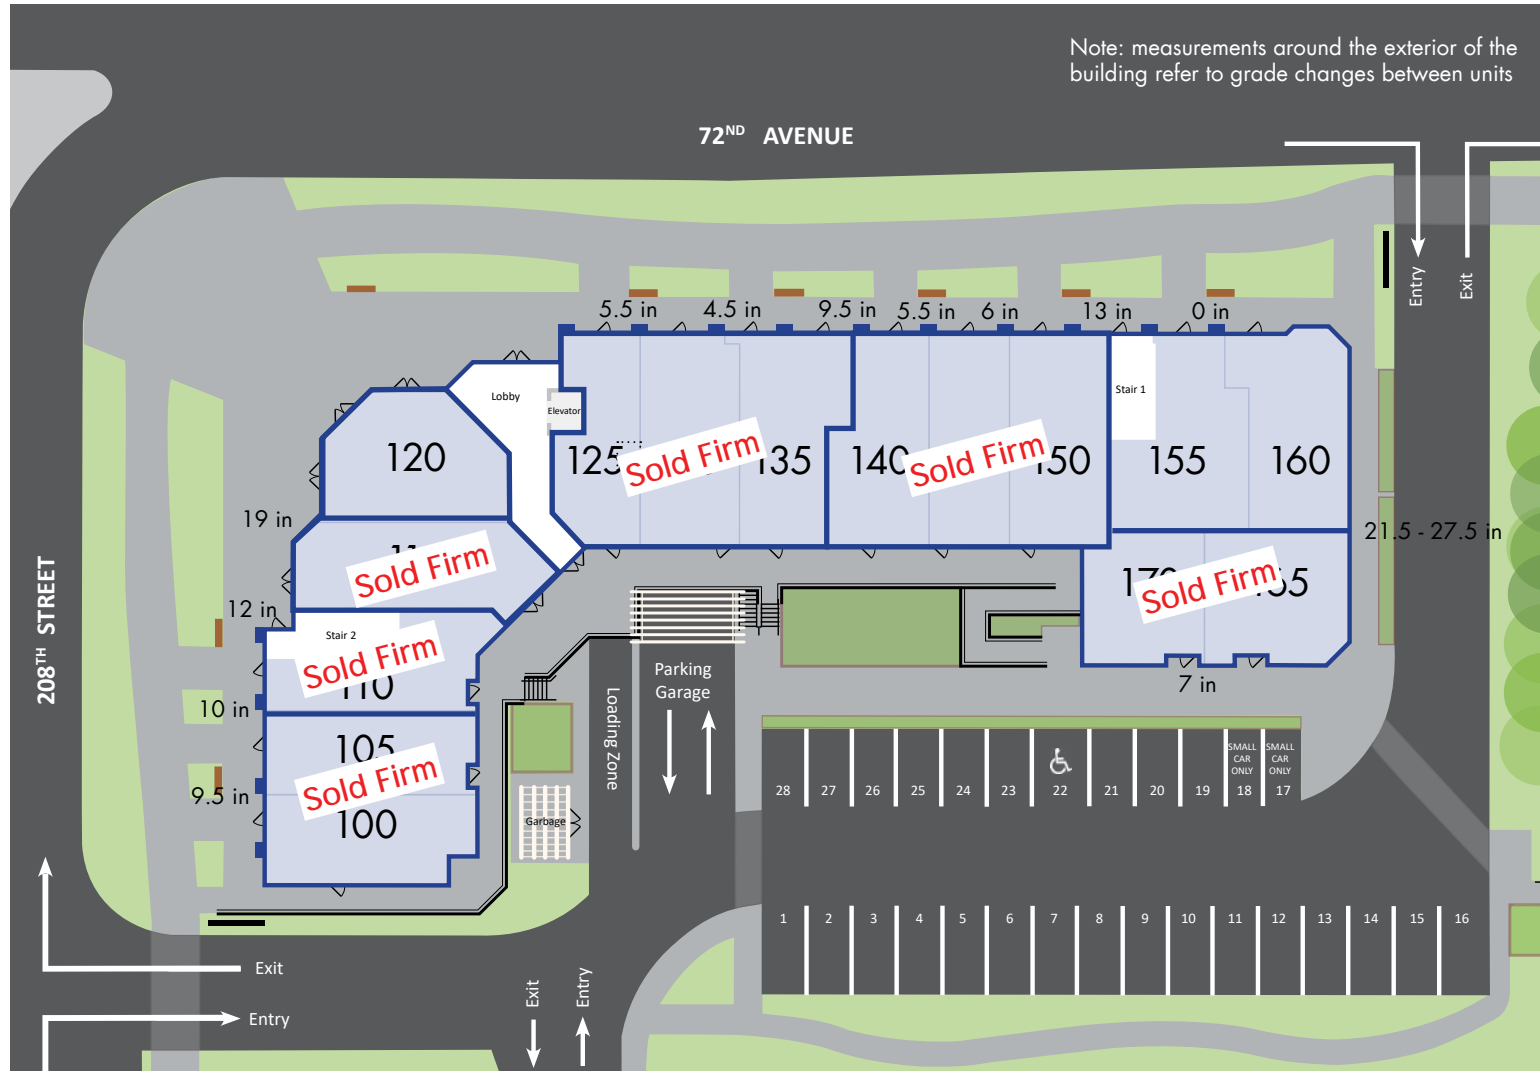 Note: measurements around the exterior of the
building refer to grade changes between units
72ND AVENUE
Entry
Exit
5.5 in
4.5 in
9.5 in
5.5 in
6 in
13 in
0 in
Lobby
Elevator
Stair 1
120
125
Sold Firm
135
140
Sold Firm
150
155
160
19 in
21.5 - 27.5 in
Sold Firm
170
Sold Firm
165
12 in
Stair 2
Sold Firm
110
7 in
208TH STREET
10 in
105
Sold Firm
9.5 in
100
Parking
Garage
Loading Zone
Garbage
28
27
26
25
24
23
22
21
20
19
SMALL
CAR
ONLY
18
SMALL
CAR
ONLY
17
1
2
3
4
5
6
7
8
9
10
11
12
13
14
15
16
Exit
Entry
Exit
Entry